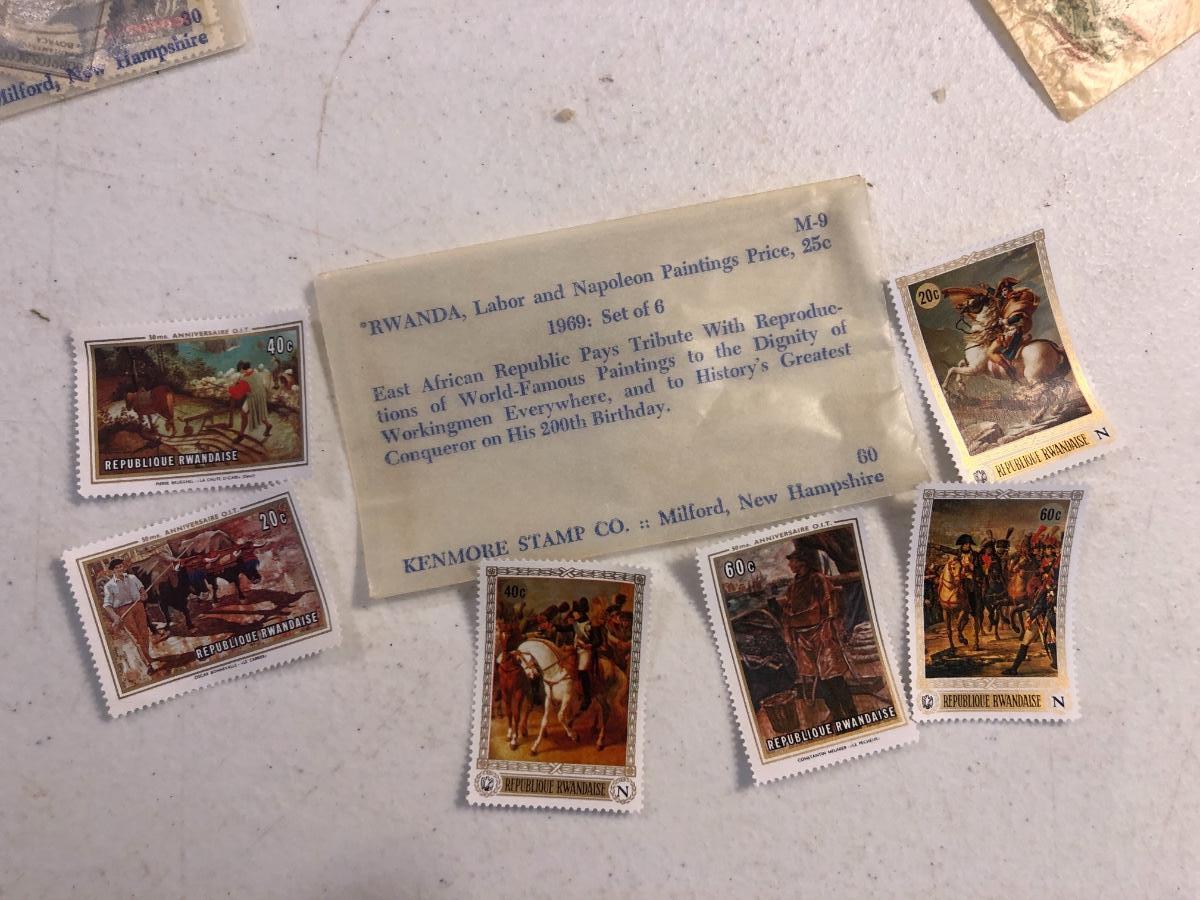 30
Milford, New Hampshire
M-9
*RWANDA, Labor and Napoleon Paintings Price, 25c
1969: Set of 6
East African Republic Pays Tribute With Reproduc-
tions of World-Famous Paintings to the Dignity of
Workingmen Everywhere, and to History's Greatest
Conqueror on His 200th Birthday.
60
KENMORE STAMP CO. :: Milford, New Hampshire
50me. ANNIVERSAIRE O.I.T.
40c
REPUBLIQUE RWANDAISE
50me. ANNIVERSAIRE O.I.T.
20c
REPUBLIQUE RWANDAISE
40c
REPUBLIQUE RWANDAISE N
50me. ANNIVERSAIRE O.I.T.
60c
REPUBLIQUE RWANDAISE
CONSTANTIN MEUNIER
20c
REPUBLIQUE RWANDAISE N
60c
REPUBLIQUE RWANDAISE N